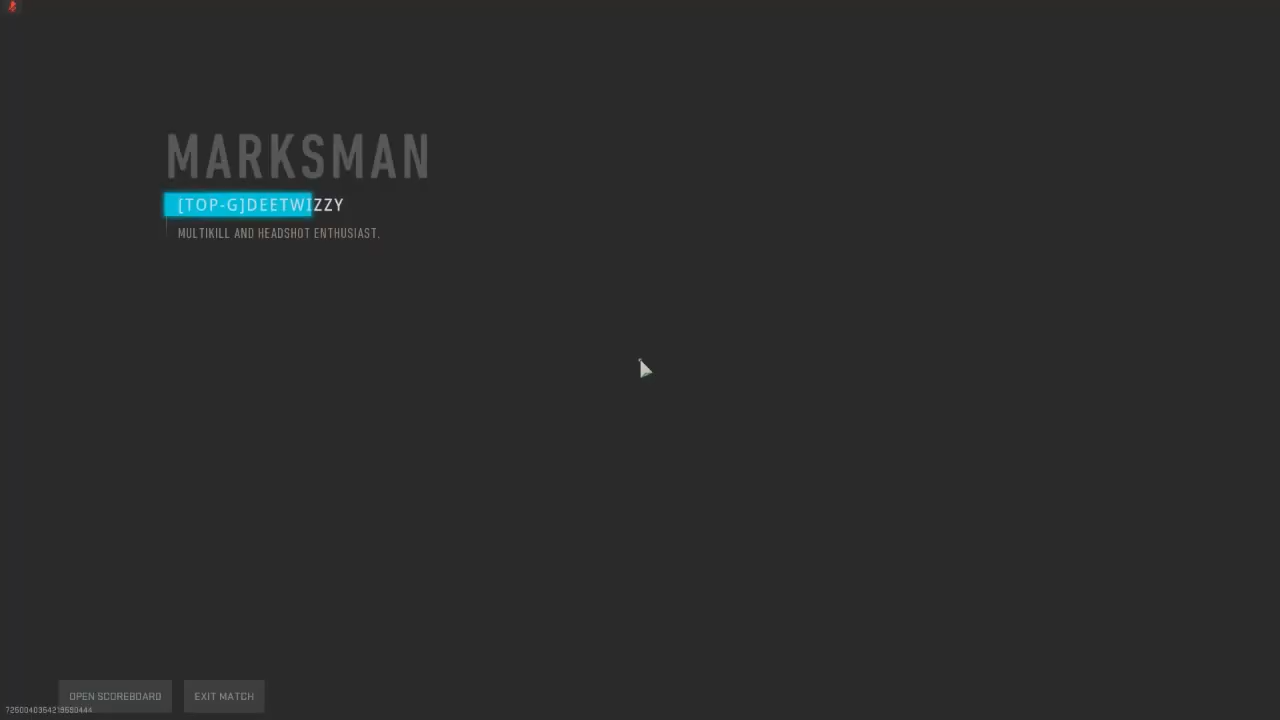 MARKSMAN
[TOP-G]DEETWIZZY
MULTIKILL AND HEADSHOT ENTHUSIAST.
OPEN SCOREBOARD
EXIT MATCH